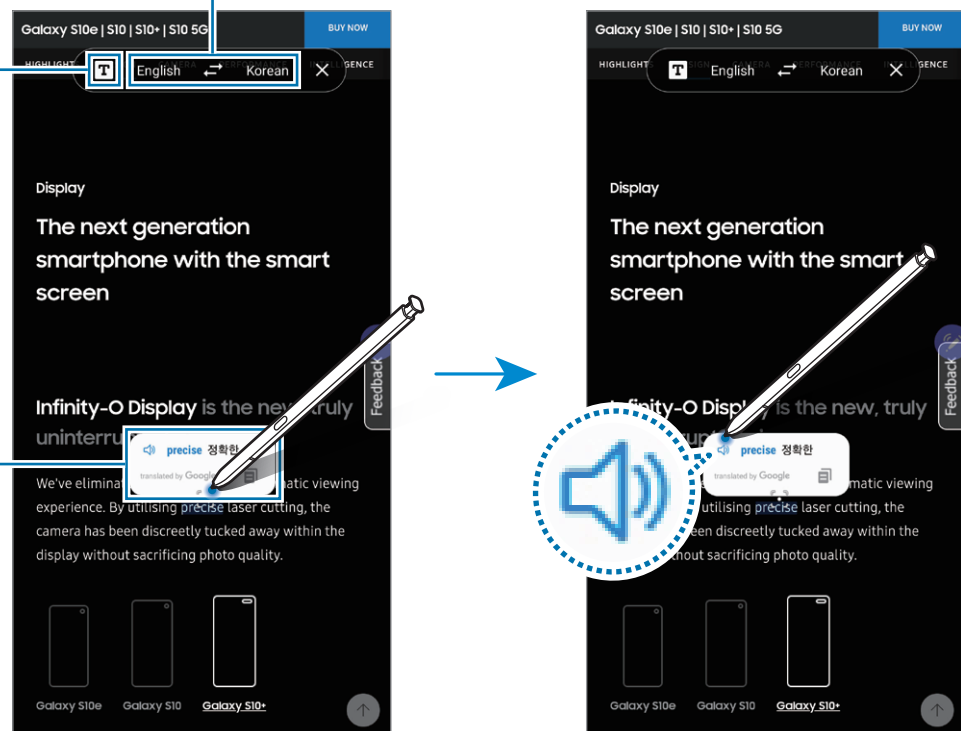 Galaxy S10e | S10 | S10+ | S10 5G
BUY NOW
HIGHLIGHT
T English Korean
GENCE
Display
The next generation
smartphone with the smart
screen
Feedback
Infinity-O Display is the new, truly
uninterru
precise 정확한
translated by Google
We've eliminat matic viewing
experience. By utilising precise laser cutting, the
camera has been discreetly tucked away within the
display without sacrificing photo quality.
Galaxy S10e Galaxy S10 Galaxy S10+
Galaxy S10e | S10 | S10+ | S10 5G
BUY NOW
HIGHLIGHT
T English Korean
GENCE
Display
The next generation
smartphone with the smart
screen
Feedback
Infinity-O Display is the new, truly
precise 정확한
translated by Google
matic viewing
utilising precise laser cutting, the
een discreetly tucked away within the
hout sacrificing photo quality.
Galaxy S10e Galaxy S10 Galaxy S10+